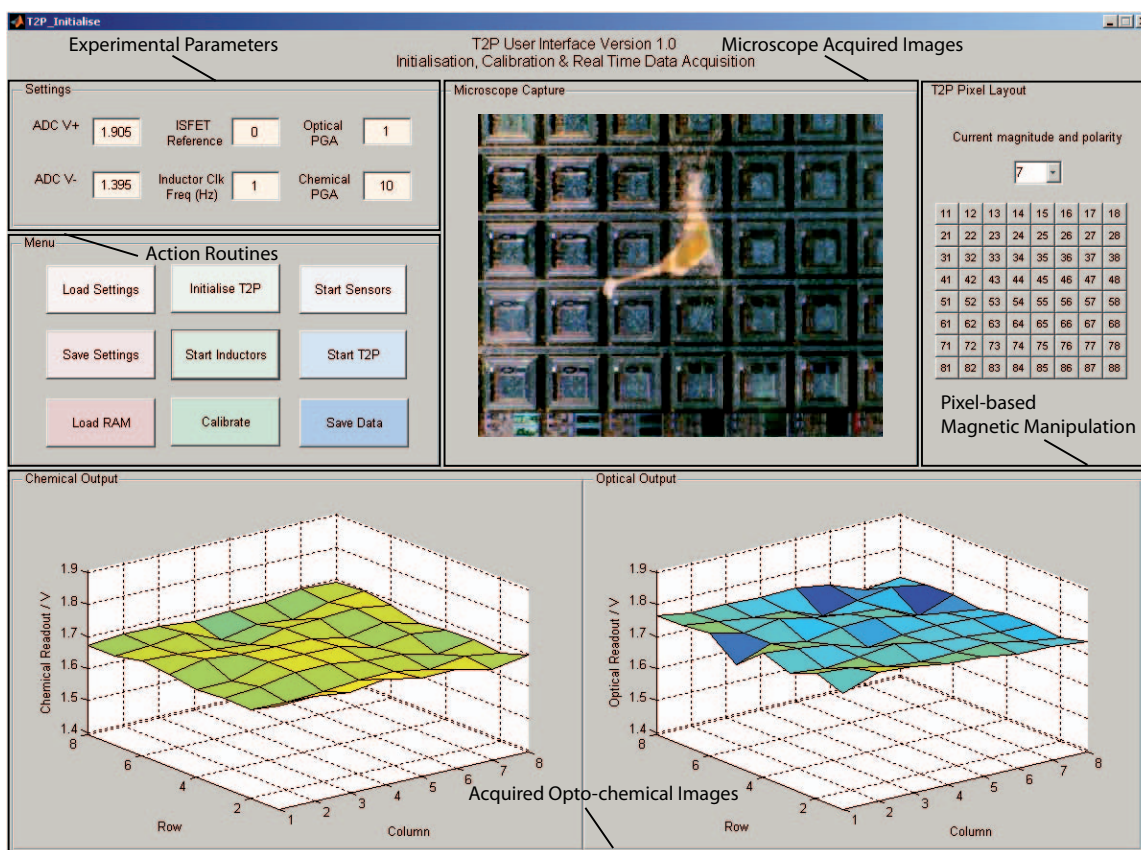 T2P_Initialise
Experimental Parameters
T2P User Interface Version 1.0
Initialisation, Calibration & Real Time Data Acquisition
Microscope Acquired Images
Settings
ADC V+ 1.905 ISFET Reference 0 Optical PGA 1
ADC V- 1.395 Inductor Clk Freq (Hz) 1 Chemical PGA 10
Action Routines
Menu
Load Settings Initialise T2P Start Sensors
Save Settings Start Inductors Start T2P
Load RAM Calibrate Save Data
Microscope Capture
T2P Pixel Layout
Current magnitude and polarity
7
11 12 13 14 15 16 17 18
21 22 23 24 25 26 27 28
31 32 33 34 35 36 37 38
41 42 43 44 45 46 47 48
51 52 53 54 55 56 57 58
61 62 63 64 65 66 67 68
71 72 73 74 75 76 77 78
81 82 83 84 85 86 87 88
Pixel-based
Magnetic Manipulation
Chemical Output
Chemical Readout / V
1.9
1.8
1.7
1.6
1.5
1.4
8
6
4
2
Row
1 2 3 4 5 6 7 8
Column
Optical Output
Optical Readout / V
1.9
1.8
1.7
1.6
1.5
1.4
8
6
4
2
Row
1 2 3 4 5 6 7 8
Column
Acquired Opto-chemical Images